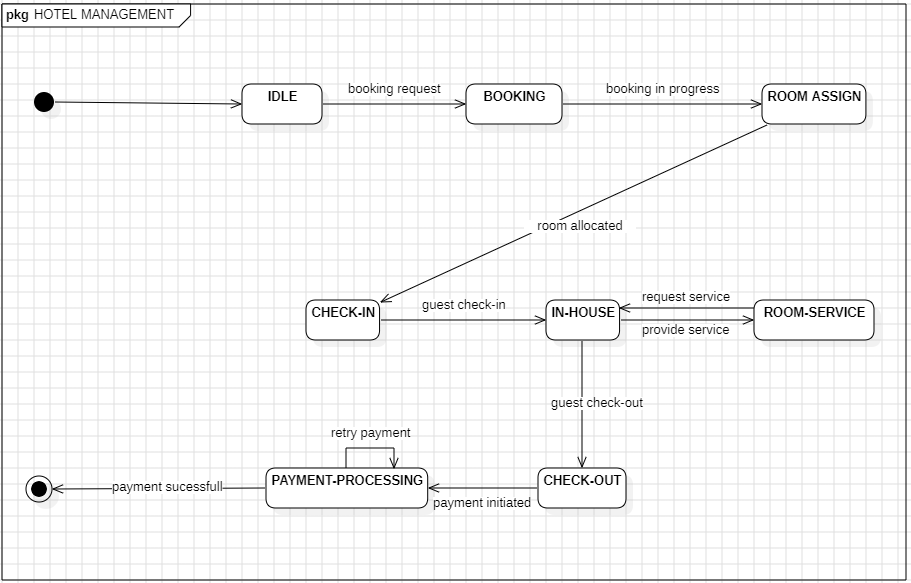 pkg HOTEL MANAGEMENT
IDLE
booking request
BOOKING
booking in progress
ROOM ASSIGN
room allocated
CHECK-IN
guest check-in
IN-HOUSE
request service
provide service
ROOM-SERVICE
guest check-out
retry payment
payment sucessfull
PAYMENT-PROCESSING
payment initiated
CHECK-OUT